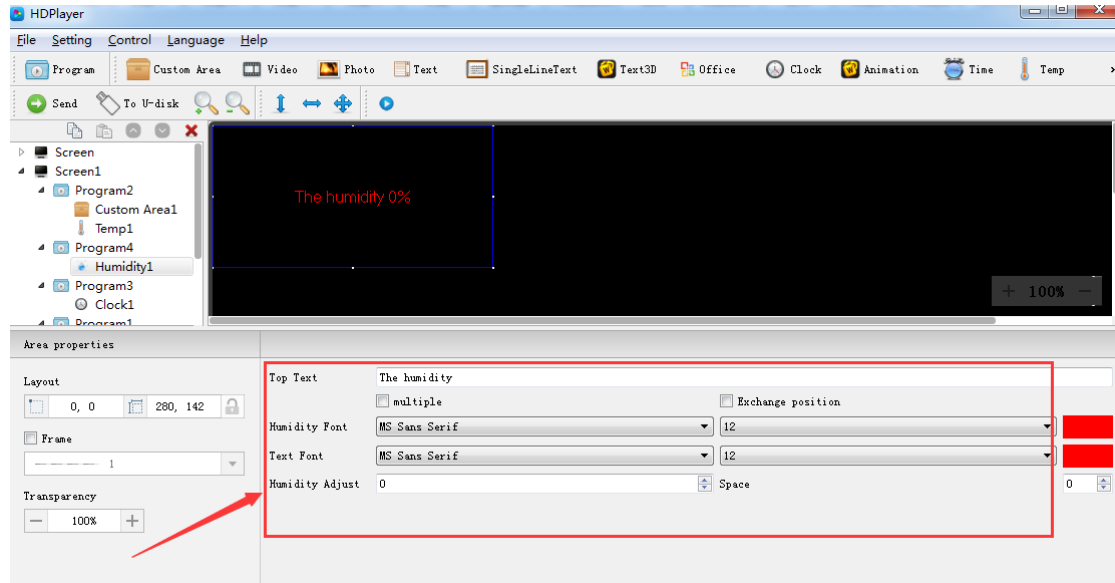 HDPlayer
File Setting Control Language Help
Program Custom Area Video Photo Text SingleLineText Text3D Office Clock Animation Time Temp
Send To U-disk
Screen
Screen1
Program2
Custom Area1
Temp1
Program4
Humidity1
Program3
Clock1
Program1
The humidity 0%
+ 100% −
Area properties
Layout
0, 0 280, 142
Frame
1
Transparency
− 100% +
Top Text The humidity
multiple Exchange position
Humidity Font MS Sans Serif 12
Text Font MS Sans Serif 12
Humidity Adjust 0 Space 0